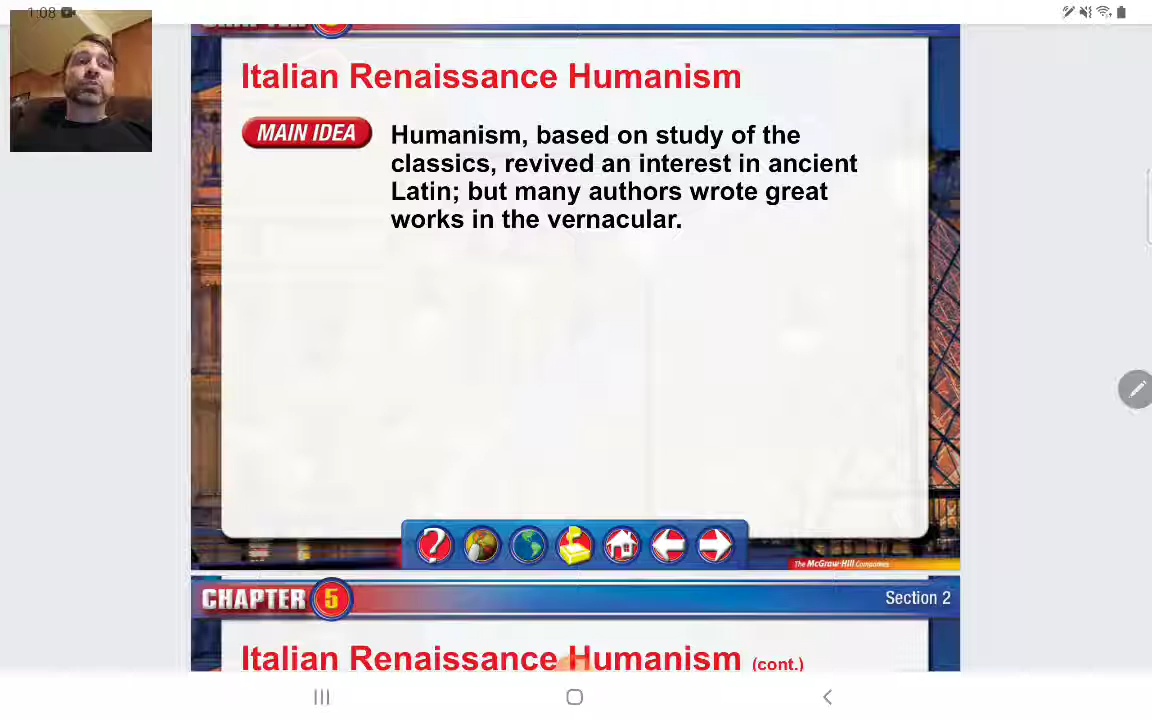 1:08
CHAPTER 5
Italian Renaissance Humanism
MAIN IDEA
Humanism, based on study of the
classics, revived an interest in ancient
Latin; but many authors wrote great
works in the vernacular.
?
The McGraw-Hill Companies
CHAPTER 5
Section 2
Italian Renaissance Humanism (cont.)